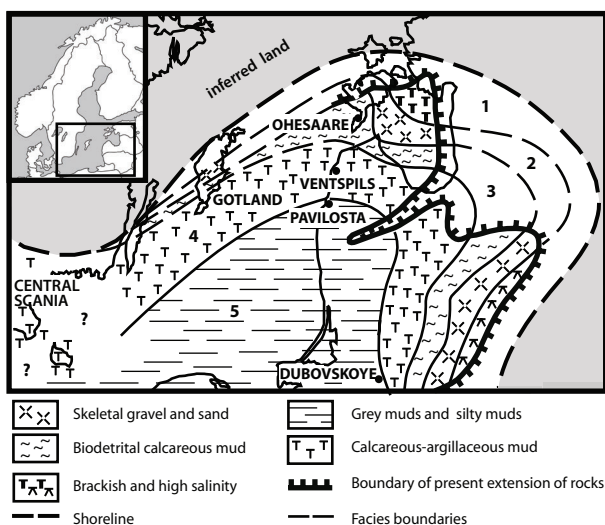 inferred land
1
OHESAARE
2
VENTSPILS
3
GOTLAND
PAVILOSTA
4
CENTRAL
SCANIA
?
5
?
DUBOVSKOYE
Skeletal gravel and sand
Grey muds and silty muds
Biodetrital calcareous mud
Calcareous-argillaceous mud
Brackish and high salinity
Boundary of present extension of rocks
Shoreline
Facies boundaries